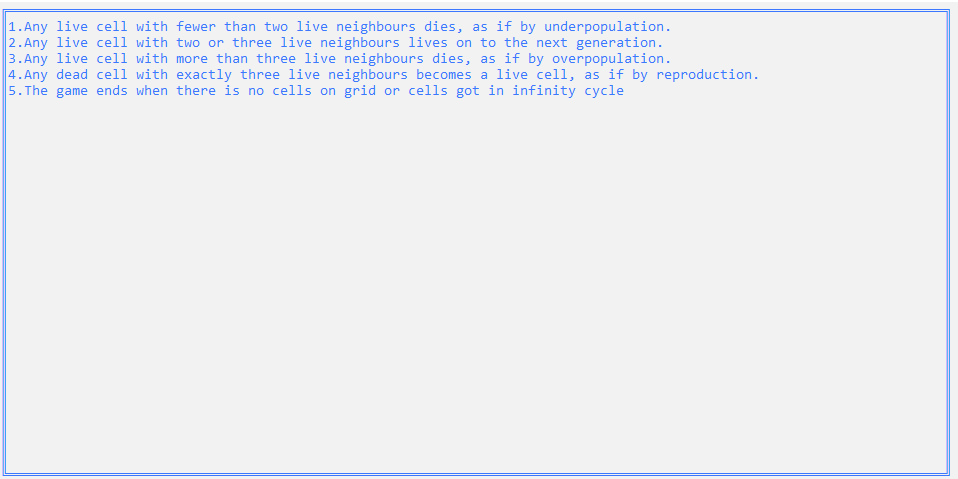 1.Any live cell with fewer than two live neighbours dies, as if by underpopulation.
2.Any live cell with two or three live neighbours lives on to the next generation.
3.Any live cell with more than three live neighbours dies, as if by overpopulation.
4.Any dead cell with exactly three live neighbours becomes a live cell, as if by reproduction.
5.The game ends when there is no cells on grid or cells got in infinity cycle